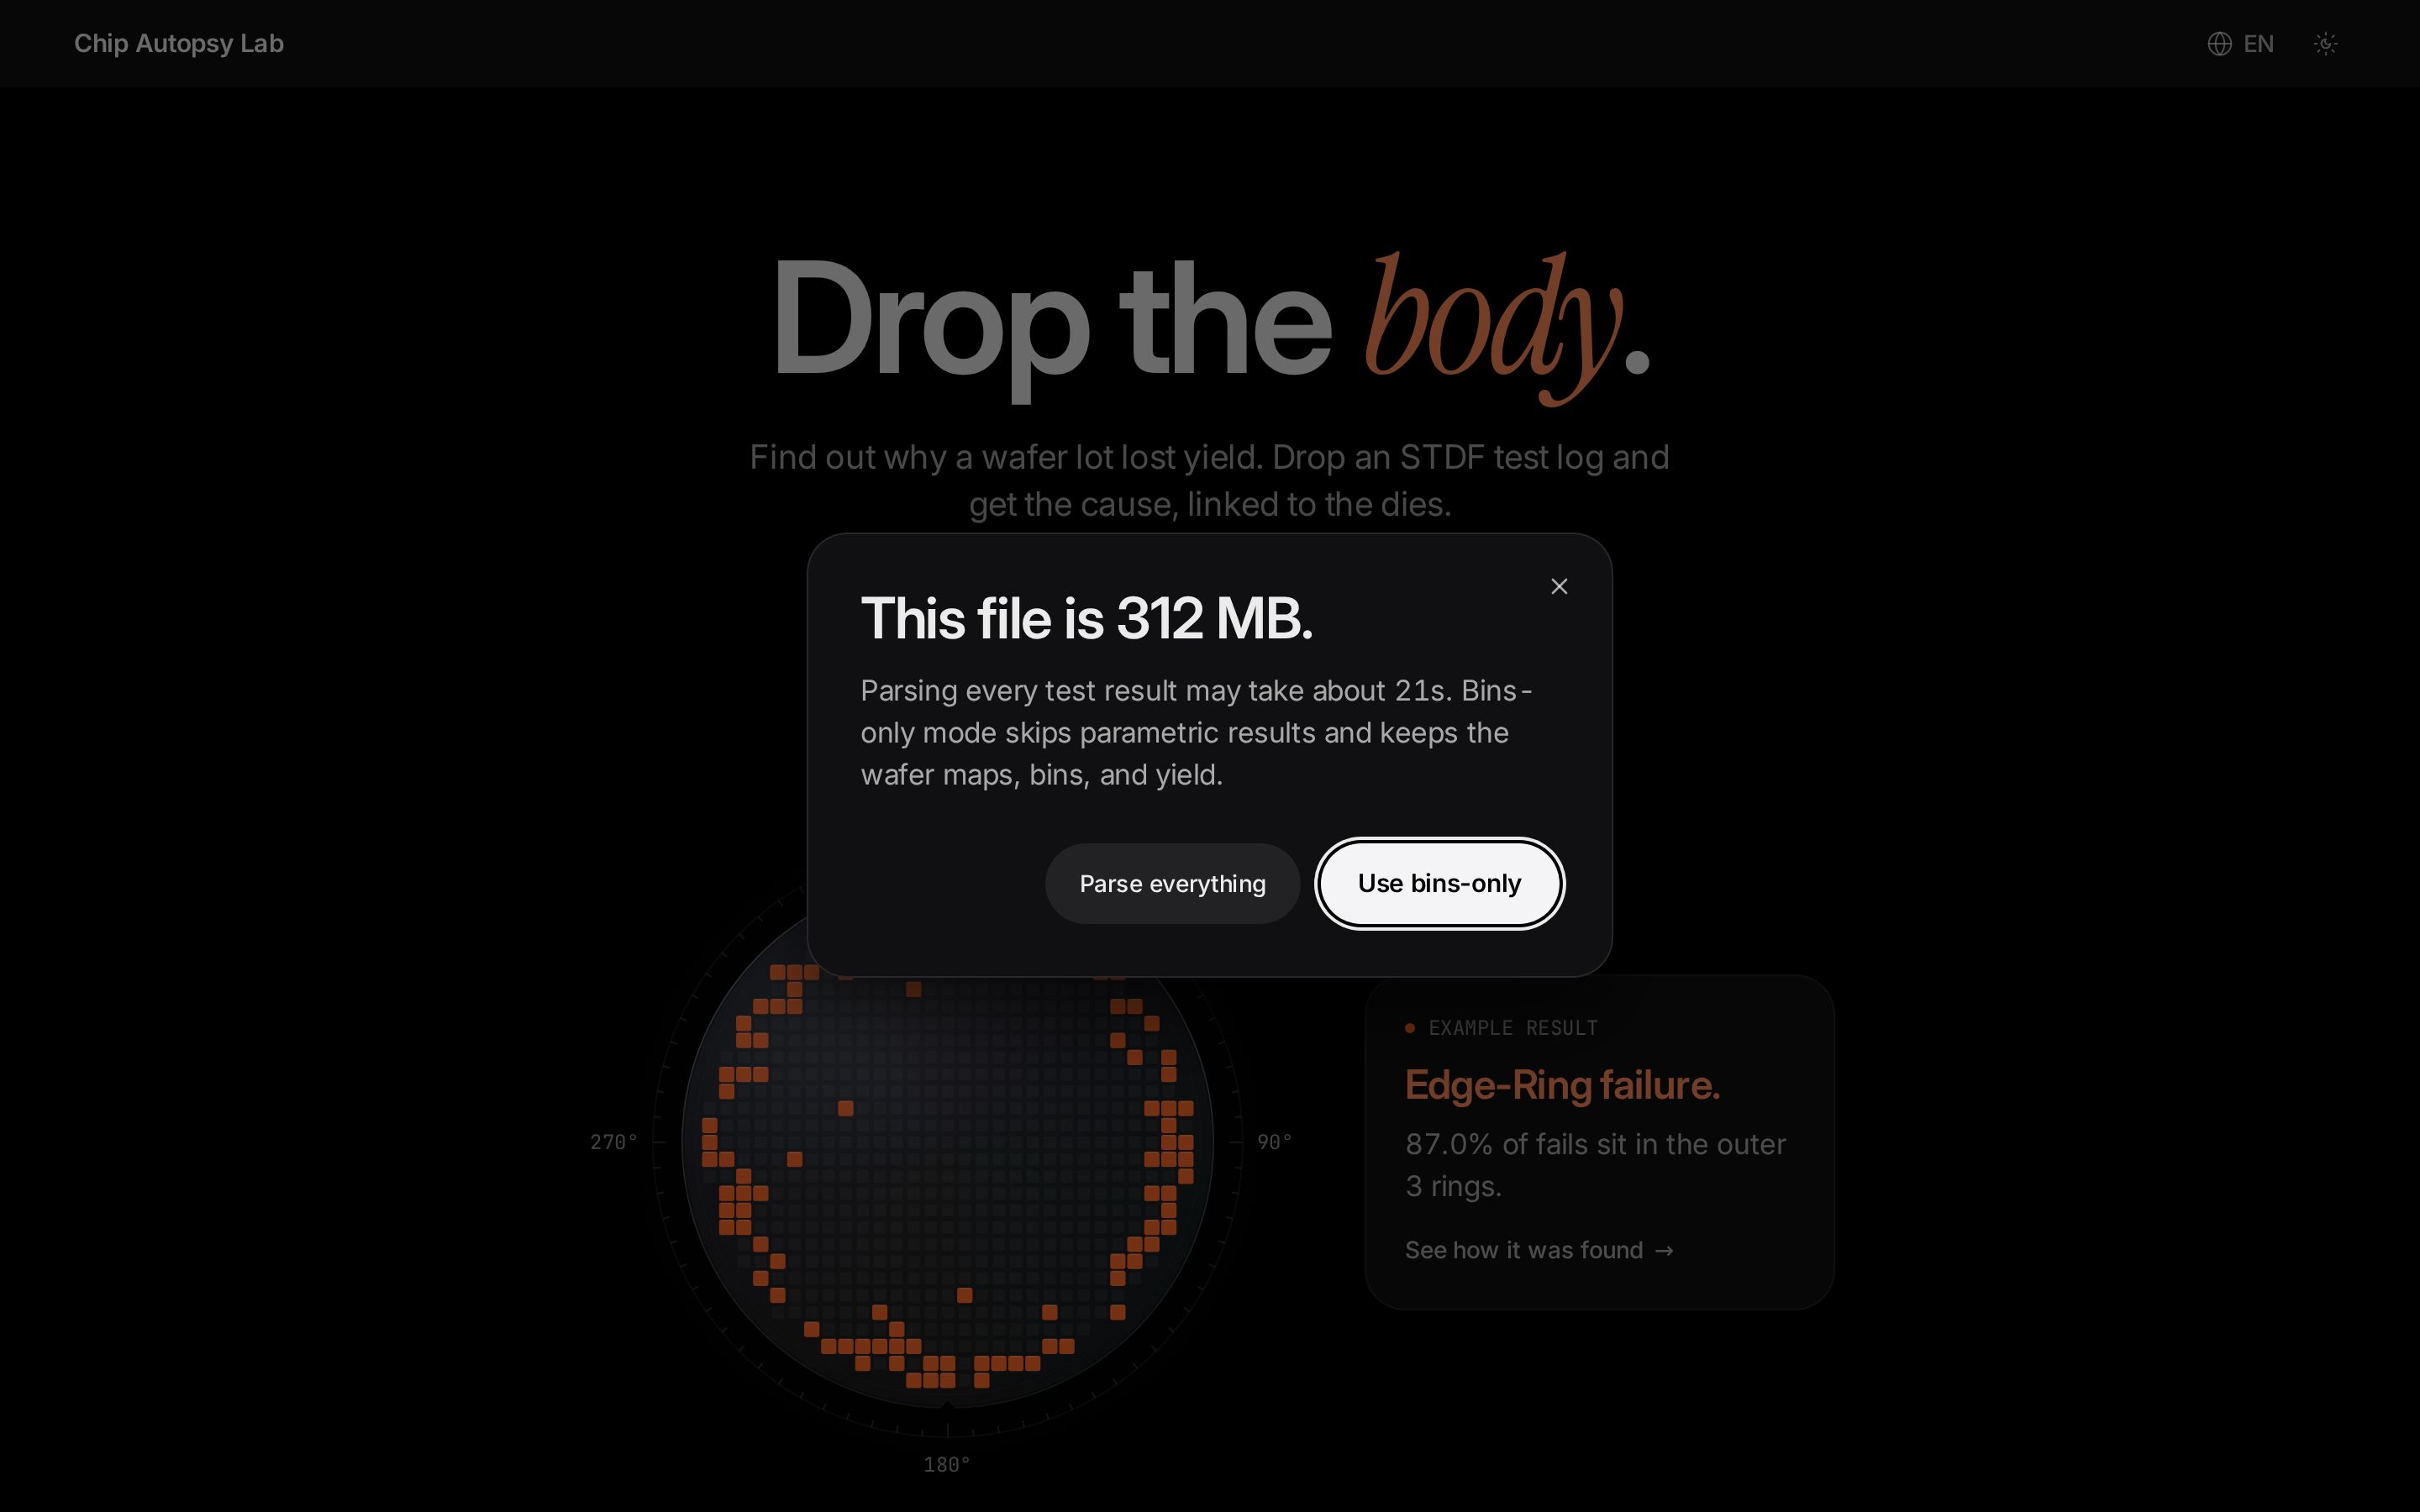 Chip Autopsy Lab
EN
Drop the body.
Find out why a wafer lot lost yield. Drop an STDF test log and
get the cause, linked to the dies.
This file is 312 MB.
Parsing every test result may take about 21s. Bins-
only mode skips parametric results and keeps the
wafer maps, bins, and yield.
Parse everything
Use bins-only
270°
90°
180°
EXAMPLE RESULT
Edge-Ring failure.
87.0% of fails sit in the outer
3 rings.
See how it was found →